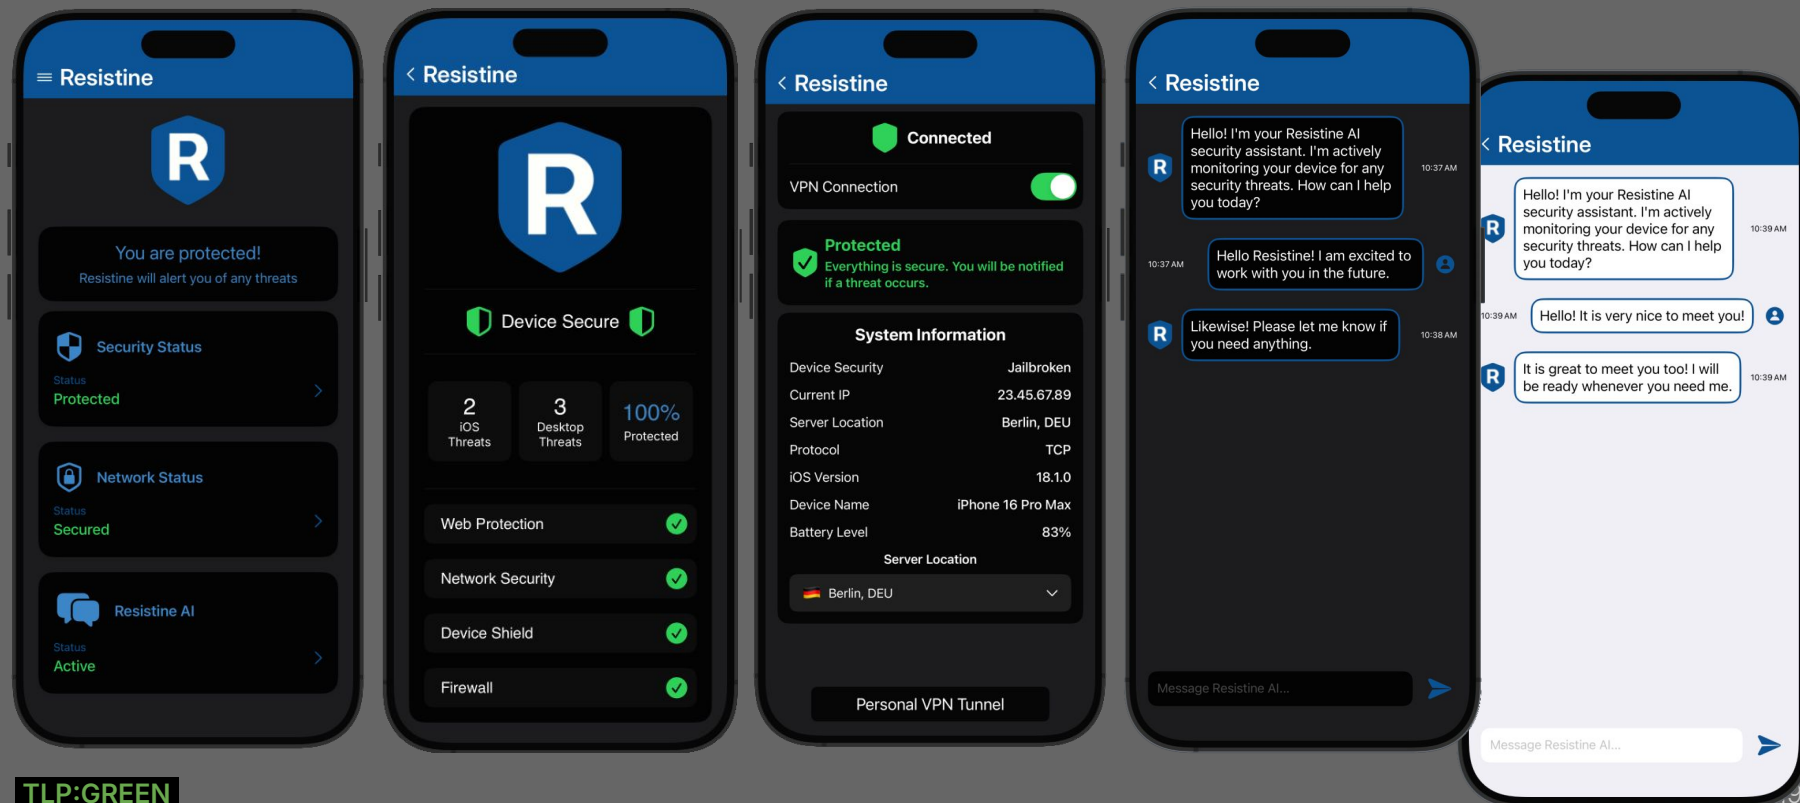 Resistine
R
You are protected!
Resistine will alert you of any threats
Security Status
Status
Protected
Network Status
Status
Secured
Resistine AI
Status
Active
Resistine
R
Device Secure
2
iOS
Threats
3
Desktop
Threats
100%
Protected
Web Protection
Network Security
Device Shield
Firewall
Resistine
Connected
VPN Connection
Protected
Everything is secure. You will be notified
if a threat occurs.
System Information
Device Security Jailbroken
Current IP 23.45.67.89
Server Location Berlin, DEU
Protocol TCP
iOS Version 18.1.0
Device Name iPhone 16 Pro Max
Battery Level 83%
Server Location
Berlin, DEU
Personal VPN Tunnel
Resistine
R
Hello! I'm your Resistine AI
security assistant. I'm actively
monitoring your device for any
security threats. How can I help
you today?
10:37 AM
10:37 AM
Hello Resistine! I am excited to
work with you in the future.
R
Likewise! Please let me know if
you need anything.
10:38 AM
Message Resistine AI...
Resistine
R
Hello! I'm your Resistine AI
security assistant. I'm actively
monitoring your device for any
security threats. How can I help
you today?
10:39 AM
10:39 AM
Hello! It is very nice to meet you!
R
It is great to meet you too! I will
be ready whenever you need me.
10:39 AM
Message Resistine AI...
TLP:GREEN